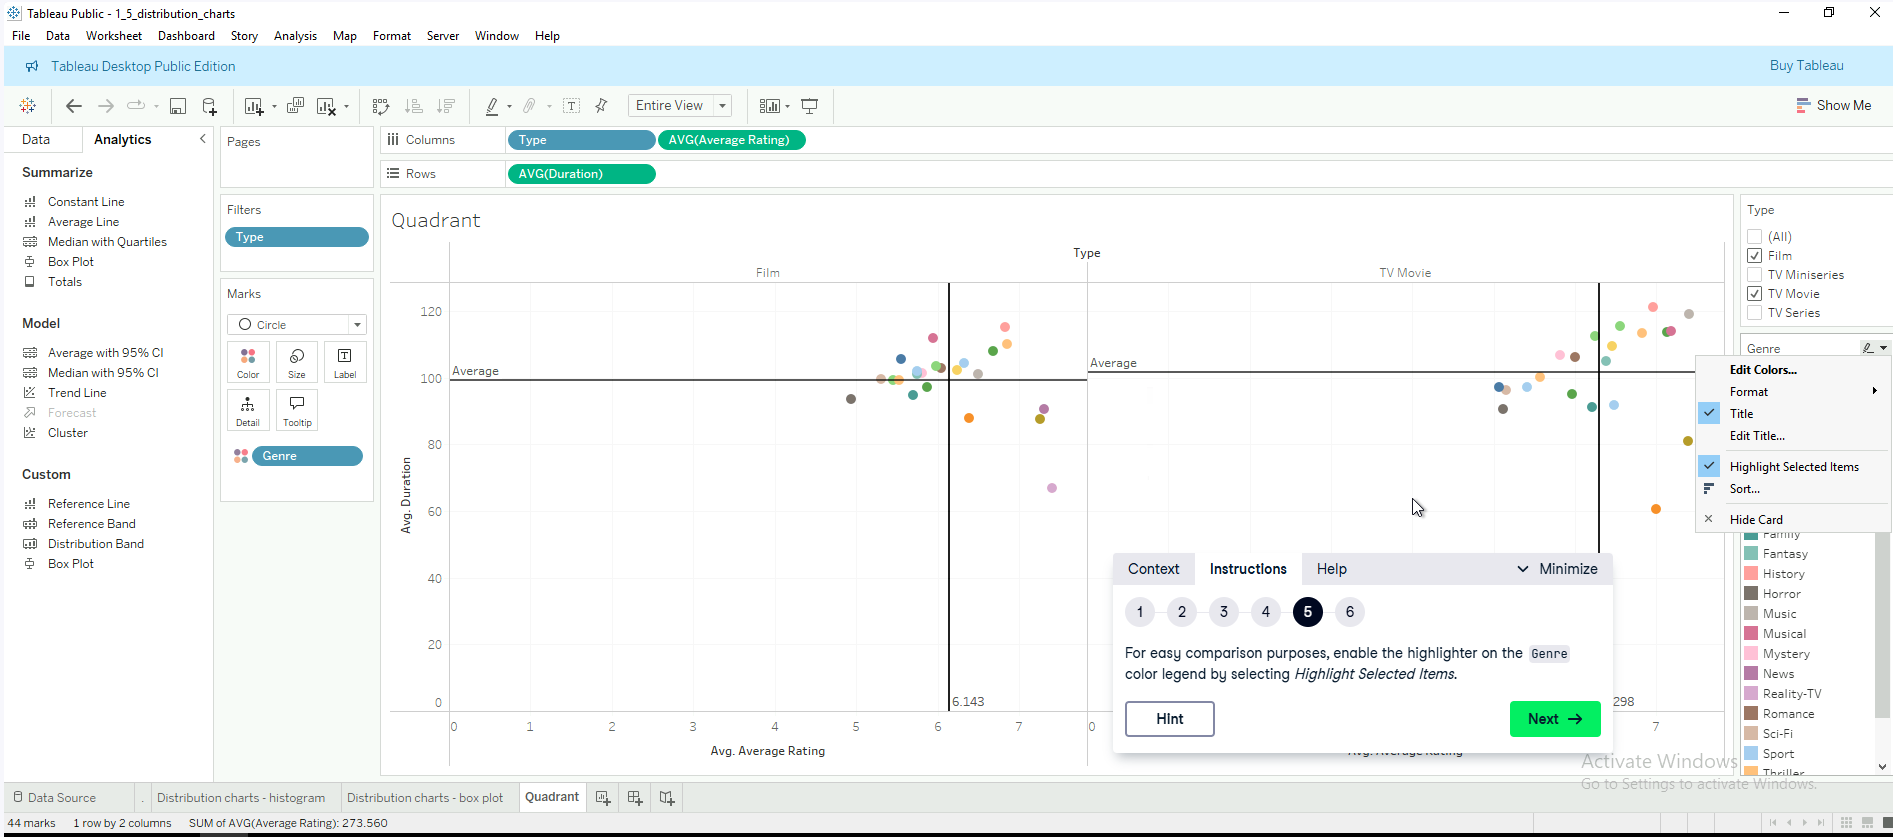 Tableau Public - 1_5_distribution_charts
File Data Worksheet Dashboard Story Analysis Map Format Server Window Help
Tableau Desktop Public Edition
Buy Tableau
Entire View
Show Me
Data
Analytics
Summarize
Constant Line
Average Line
Median with Quartiles
Box Plot
Totals
Model
Average with 95% CI
Median with 95% CI
Trend Line
Forecast
Cluster
Custom
Reference Line
Reference Band
Distribution Band
Box Plot
Pages
Filters
Type
Marks
Circle
Color
Size
Label
Detail
Tooltip
Genre
Columns
Type
AVG(Average Rating)
Rows
AVG(Duration)
Quadrant
Type
Film
TV Movie
Avg. Duration
120
100
80
60
40
20
0
Average
Average
6.143
298
0 1 2 3 4 5 6 7
0
7
Avg. Average Rating
Avg. Average Rating
Type
(All)
Film
TV Miniseries
TV Movie
TV Series
Genre
Edit Colors...
Format
Title
Edit Title...
Highlight Selected Items
Sort...
Hide Card
Family
Fantasy
History
Horror
Music
Musical
Mystery
News
Reality-TV
Romance
Sci-Fi
Sport
Thriller
Context
Instructions
Help
Minimize
1 2 3 4 5 6
For easy comparison purposes, enable the highlighter on the Genre
color legend by selecting Highlight Selected Items.
HInt
Next
Activate Windows
Go to Settings to activate Windows.
Data Source
.
Distribution charts - histogram
Distribution charts - box plot
Quadrant
44 marks
1 row by 2 columns
SUM of AVG(Average Rating): 273.560